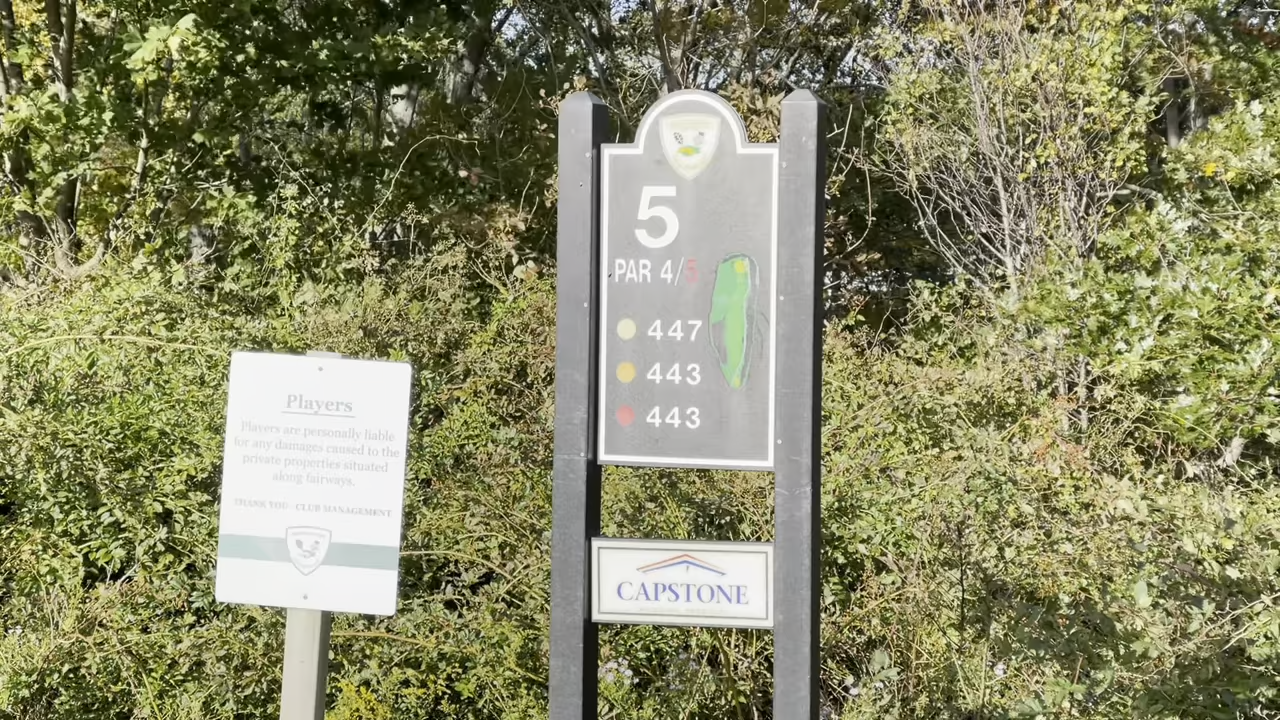 Players
Players are personally liable
for any damages caused to the
private properties situated
along fairways.
THANK YOU CLUB MANAGEMENT
5
PAR 4/5
447
443
443
CAPSTONE